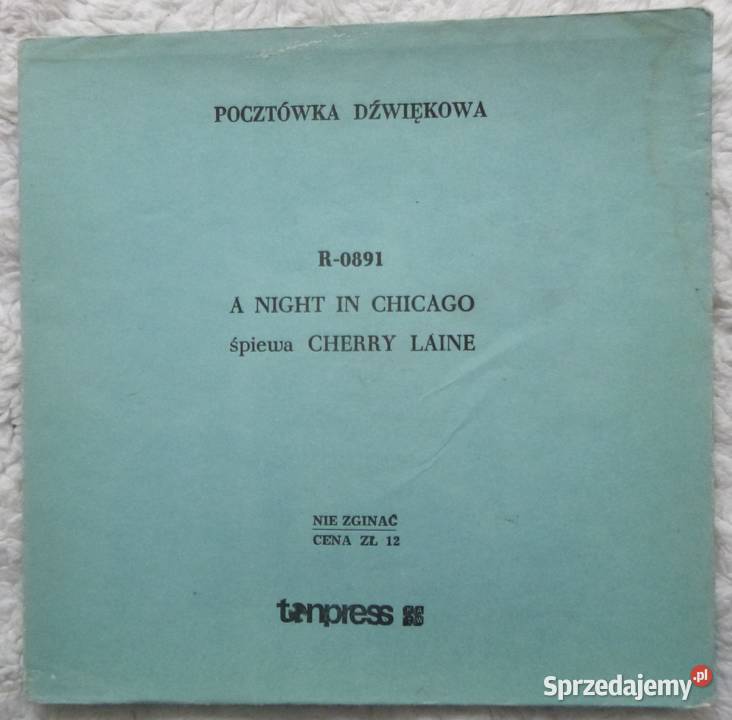 POCZTÓWKA DŹWIĘKOWA
R-0891
A NIGHT IN CHICAGO
śpiewa CHERRY LAINE
NIE ZGINAĆ
CENA ZŁ 12
tonpress
Sprzedajemy.pl